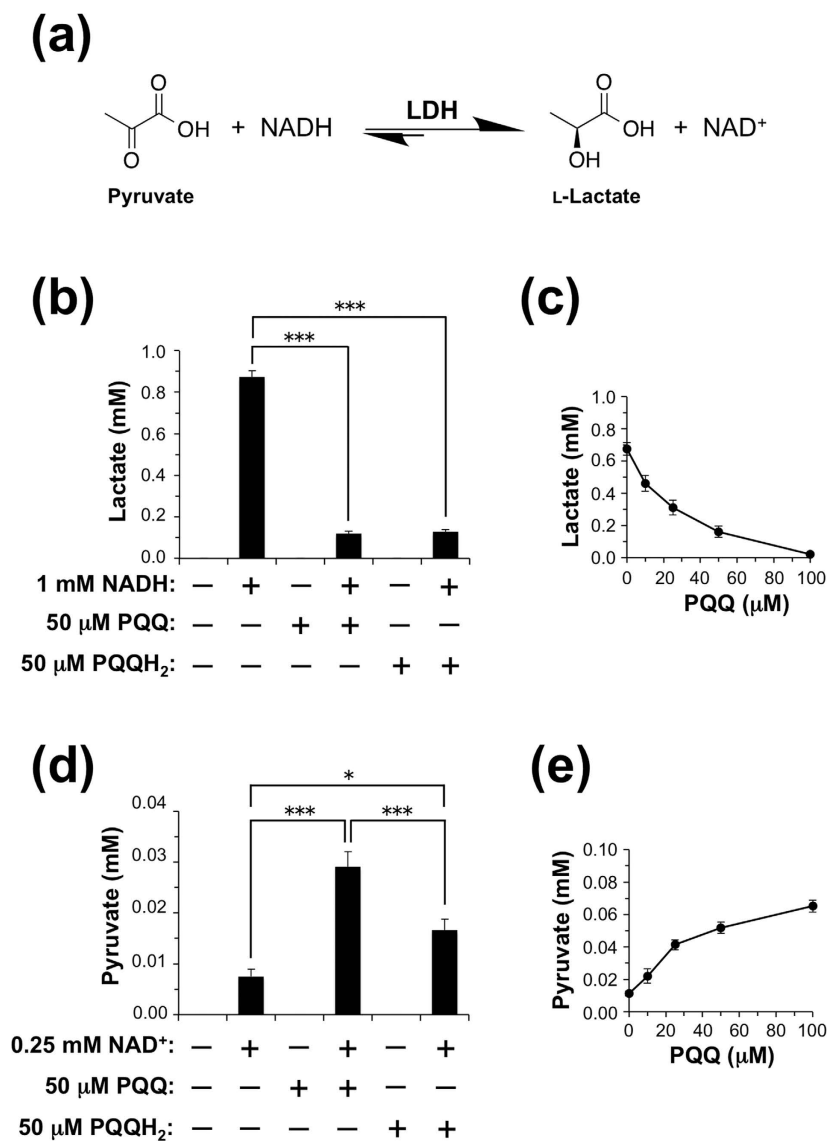 (a)
O
OH
O
+ NADH
LDH
O
OH
OH
+ NAD⁺
Pyruvate
L-Lactate
(b)
Lactate (mM)
1.0
0.8
0.6
0.4
0.2
0.0
***
***
1 mM NADH: − + − + − +
50 μM PQQ: − − + + − −
50 μM PQQH₂: − − − − + +
(c)
Lactate (mM)
1.0
0.8
0.6
0.4
0.2
0.0
0 20 40 60 80 100
PQQ (μM)
(d)
Pyruvate (mM)
0.04
0.03
0.02
0.01
0.00
*
***
***
0.25 mM NAD⁺: − + − + − +
50 μM PQQ: − − + + − −
50 μM PQQH₂: − − − − + +
(e)
Pyruvate (mM)
0.10
0.08
0.06
0.04
0.02
0.00
0 20 40 60 80 100
PQQ (μM)